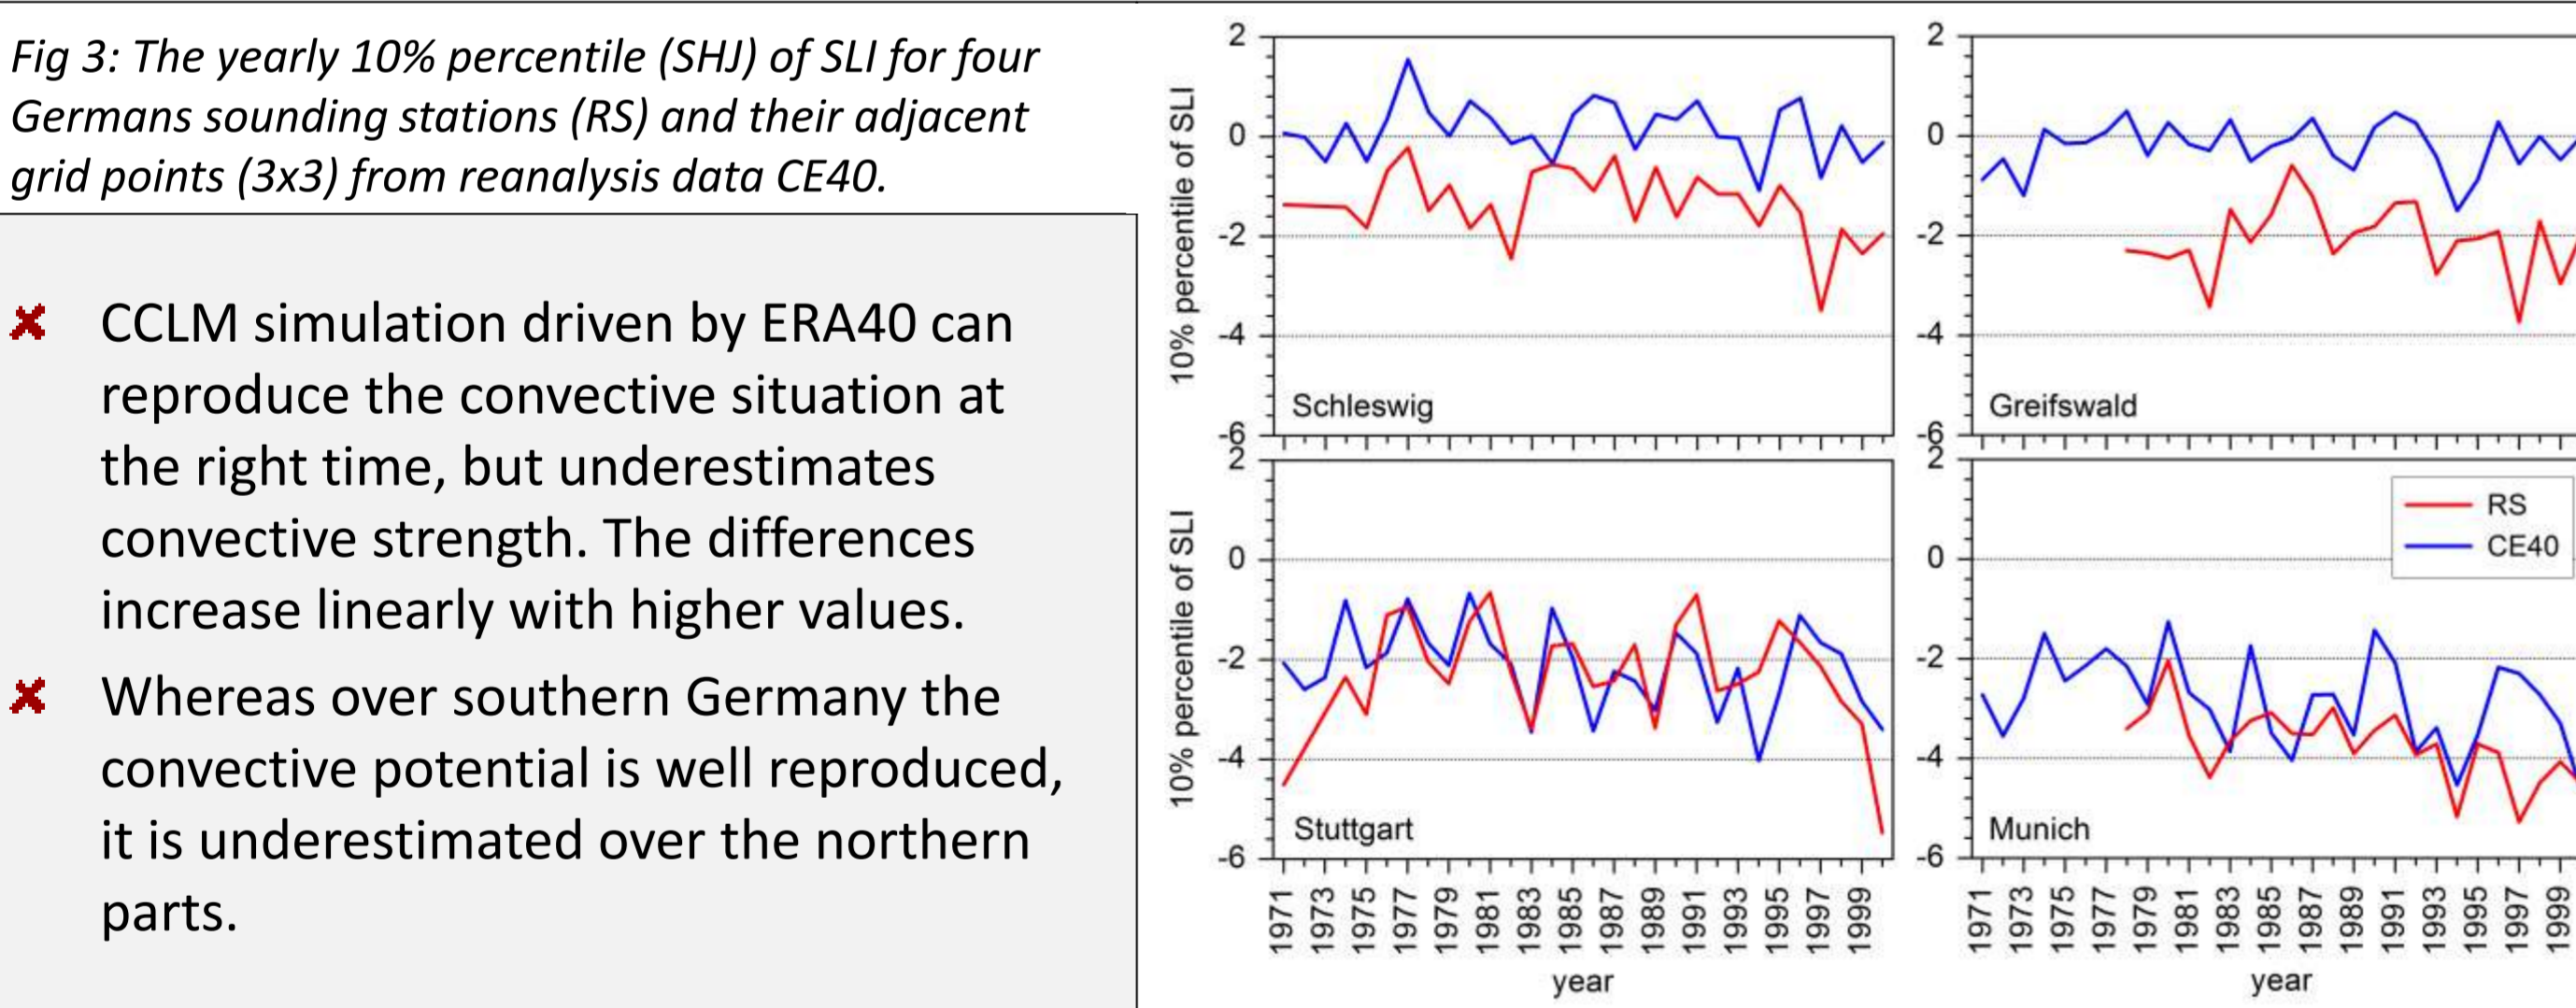 Fig 3: The yearly 10% percentile (SHJ) of SLI for four
Germans sounding stations (RS) and their adjacent
grid points (3x3) from reanalysis data CE40.
CCLM simulation driven by ERA40 can
reproduce the convective situation at
the right time, but underestimates
convective strength. The differences
increase linearly with higher values.
Whereas over southern Germany the
convective potential is well reproduced,
it is underestimated over the northern
parts.
10% percentile of SLI
2
0
-2
-4
-6
Schleswig
2
0
-2
-4
-6
Greifswald
10% percentile of SLI
2
0
-2
-4
-6
Stuttgart
1971 1973 1975 1977 1979 1981 1983 1985 1987 1989 1991 1993 1995 1997 1999
year
2
0
-2
-4
-6
RS
CE40
Munich
1971 1973 1975 1977 1979 1981 1983 1985 1987 1989 1991 1993 1995 1997 1999
year